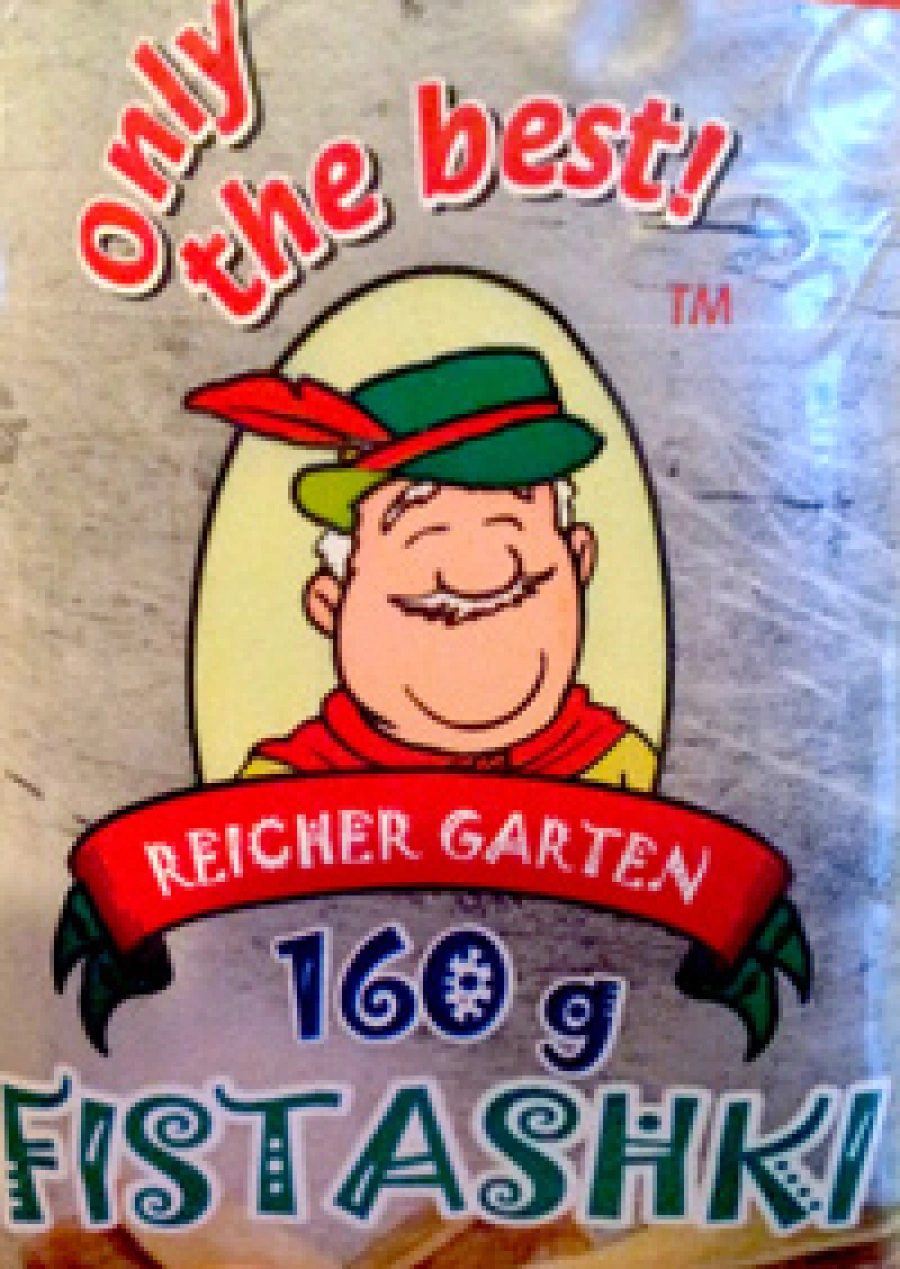 only
the best!
TM
REICHER GARTEN
160 g
FISTASHKI